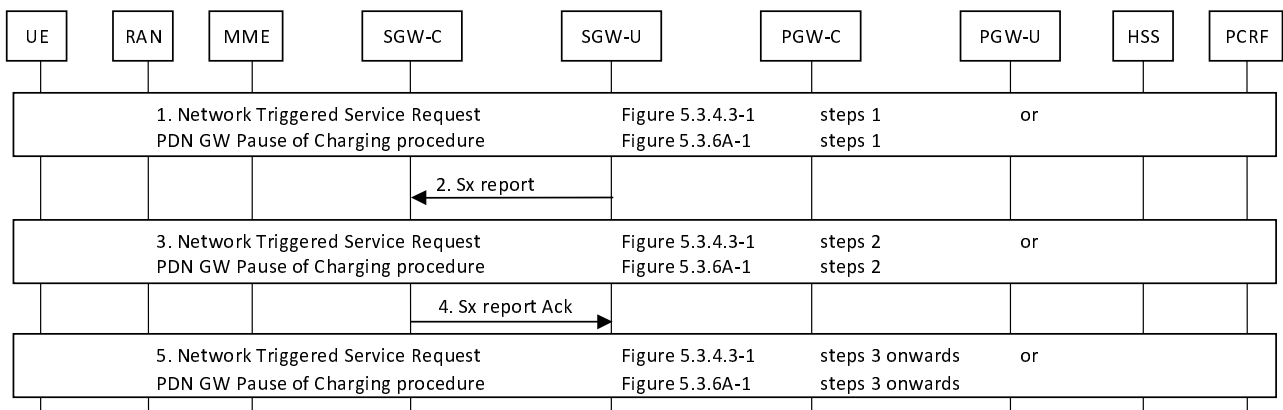 UE RAN MME SGW-C SGW-U PGW-C PGW-U HSS PCRF
1. Network Triggered Service Request Figure 5.3.4.3-1 steps 1 or
PDN GW Pause of Charging procedure Figure 5.3.6A-1 steps 1
2. Sx report
3. Network Triggered Service Request Figure 5.3.4.3-1 steps 2 or
PDN GW Pause of Charging procedure Figure 5.3.6A-1 steps 2
4. Sx report Ack
5. Network Triggered Service Request Figure 5.3.4.3-1 steps 3 onwards or
PDN GW Pause of Charging procedure Figure 5.3.6A-1 steps 3 onwards